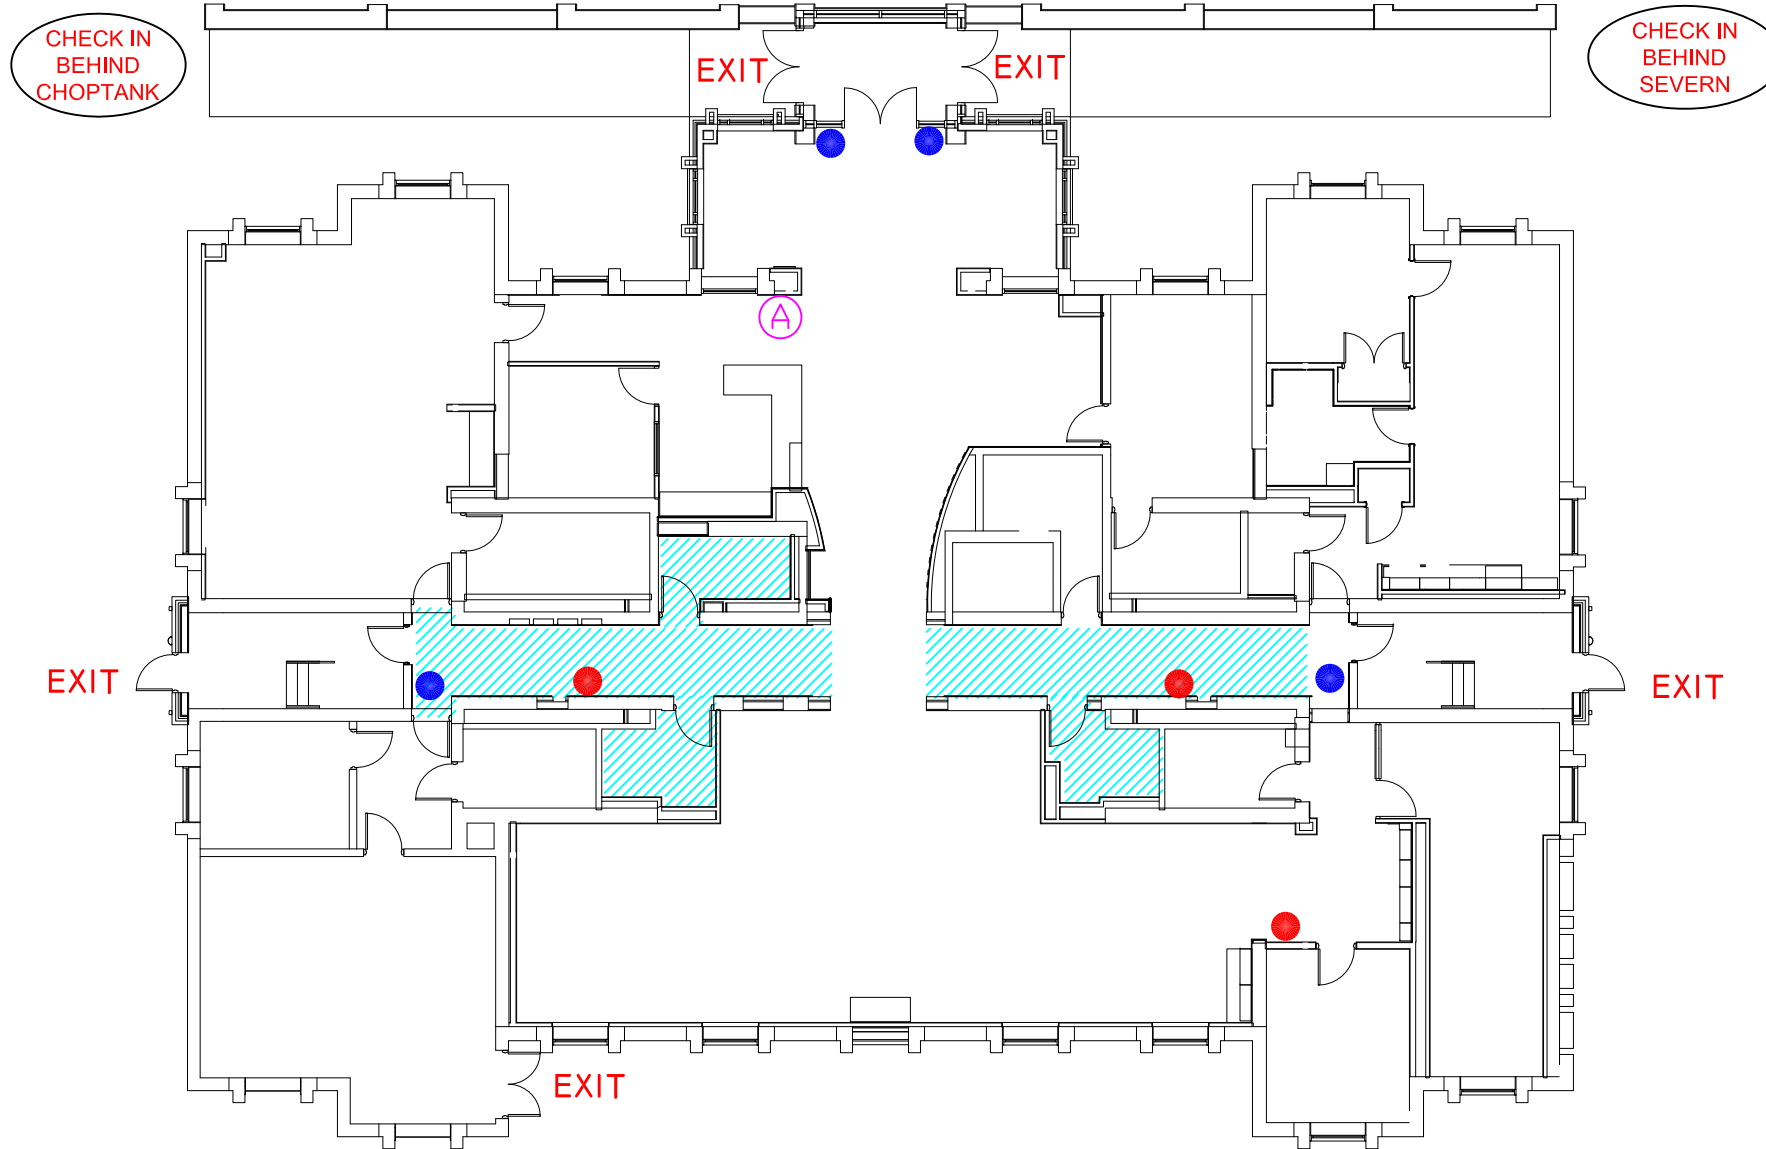 CHECK IN
BEHIND
CHOPTANK
EXIT
EXIT
CHECK IN
BEHIND
SEVERN
A
EXIT
EXIT
EXIT